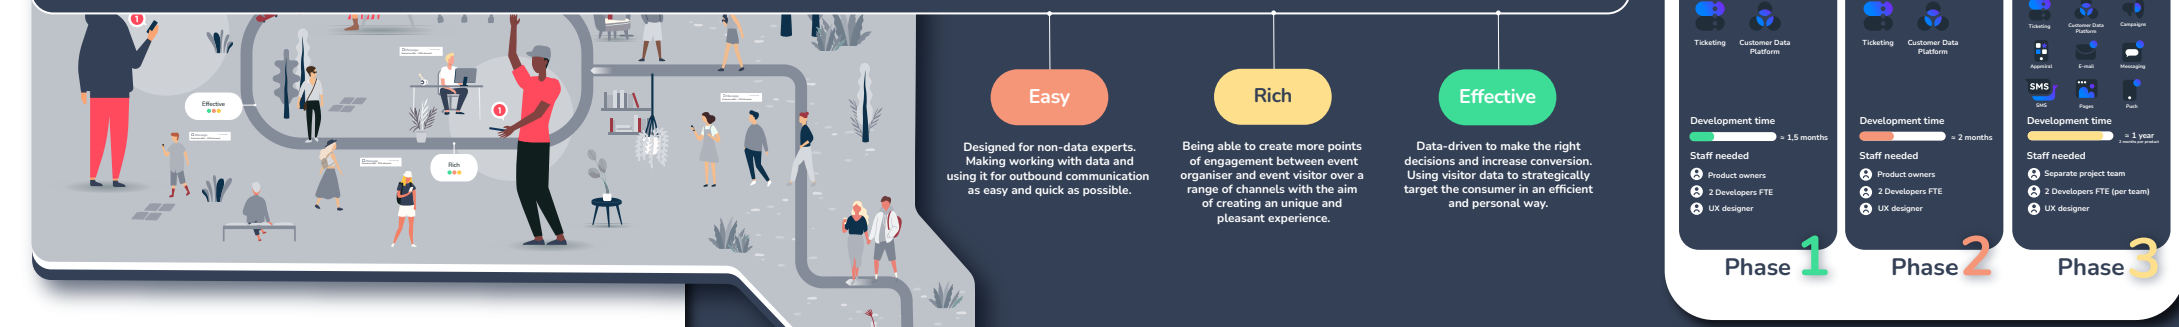 1
Effective
Rich
1
Easy
Designed for non-data experts.
Making working with data and
using it for outbound communication
as easy and quick as possible.
Rich
Being able to create more points
of engagement between event
organiser and event visitor over a
range of channels with the aim
of creating an unique and
pleasant experience.
Effective
Data-driven to make the right
decisions and increase conversion.
Using visitor data to strategically
target the consumer in an efficient
and personal way.
Ticketing
Customer Data
Platform
Development time
= 1,5 months
Staff needed
Product owners
2 Developers FTE
UX designer
Phase 1
Ticketing
Customer Data
Platform
Development time
= 2 months
Staff needed
Product owners
2 Developers FTE
UX designer
Phase 2
Ticketing
Customer Data
Platform
Campaigns
Appmiral
E-mail
Messaging
SMS
SMS
Pages
Push
Development time
= 1 year
2 months per product
Staff needed
Separate project team
2 Developers FTE (per team)
UX designer
Phase 3